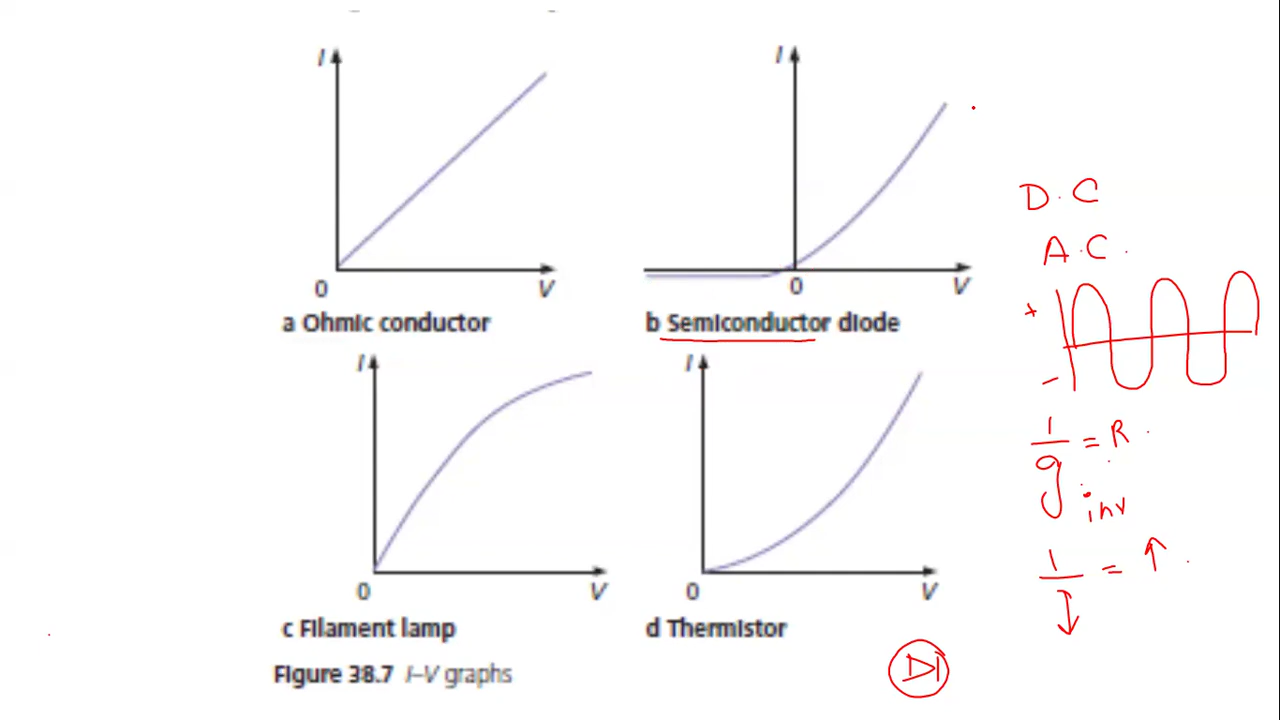 I
I
0
V
0
V
a Ohmic conductor
b Semiconductor diode
I
I
0
V
0
V
c Filament lamp
d Thermistor
Figure 38.7 I–V graphs
D.C
A.C.
+
−
1/g = R
inv
1/↓ = ↑